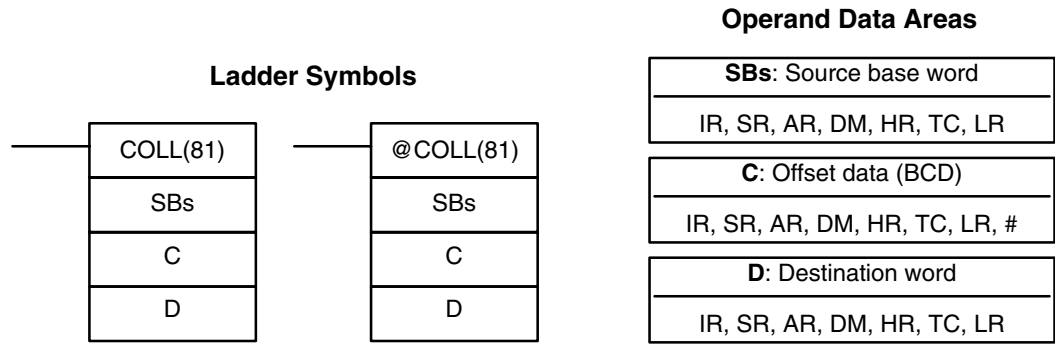 Ladder Symbols
COLL(81)
SBs
C
D
@COLL(81)
SBs
C
D
Operand Data Areas
SBs: Source base word
IR, SR, AR, DM, HR, TC, LR
C: Offset data (BCD)
IR, SR, AR, DM, HR, TC, LR, #
D: Destination word
IR, SR, AR, DM, HR, TC, LR